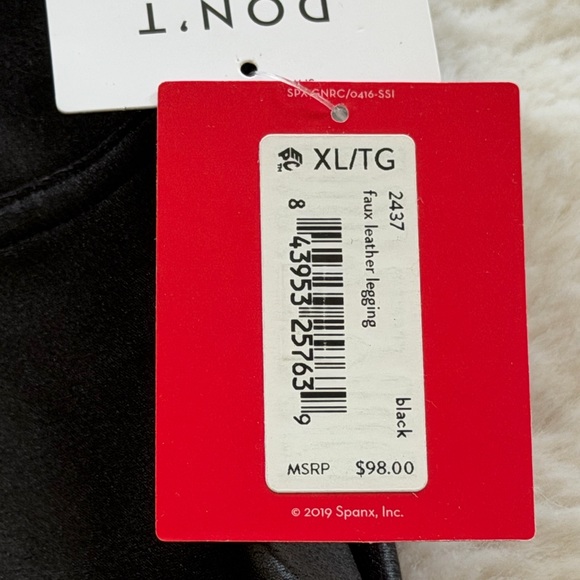 DON'T
SPX.GNRC/0416-SSI
EPC™ XL/TG
2437
faux leather legging
black
8 43953 25763 9
MSRP $98.00
© 2019 Spanx, Inc.